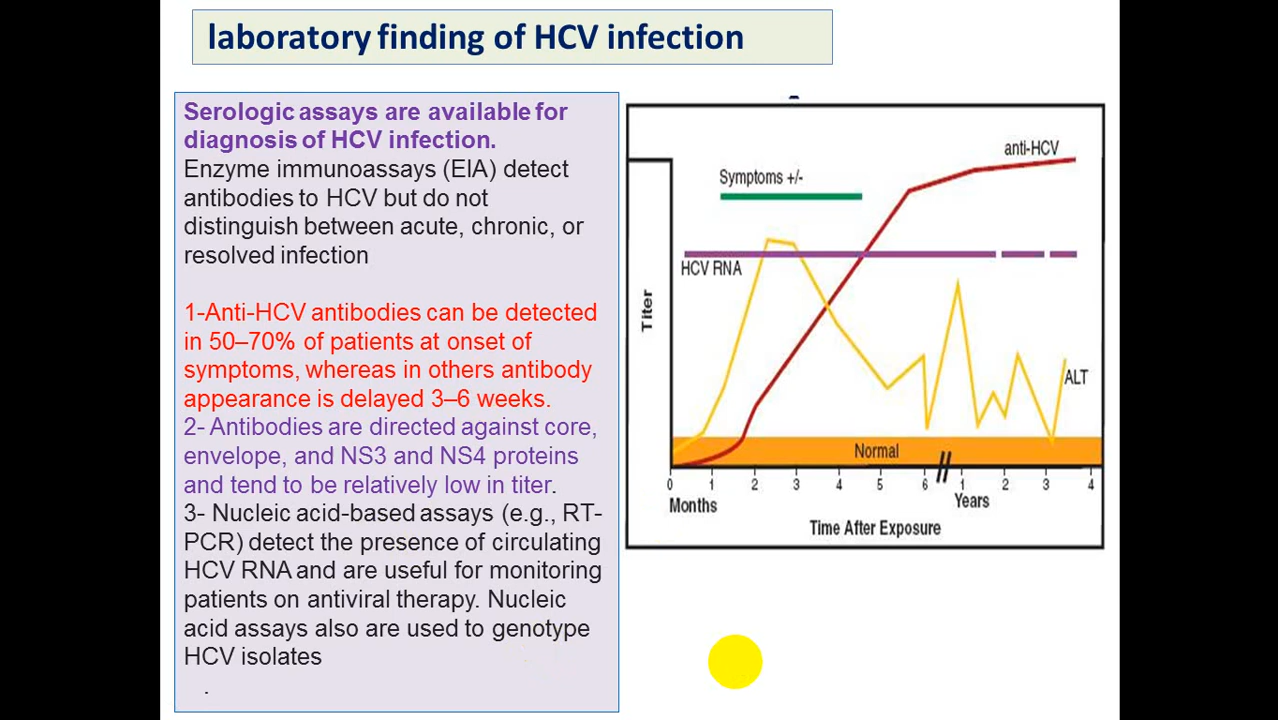 laboratory finding of HCV infection
Serologic assays are available for
diagnosis of HCV infection.
Enzyme immunoassays (EIA) detect
antibodies to HCV but do not
distinguish between acute, chronic, or
resolved infection
1-Anti-HCV antibodies can be detected
in 50–70% of patients at onset of
symptoms, whereas in others antibody
appearance is delayed 3–6 weeks.
2- Antibodies are directed against core,
envelope, and NS3 and NS4 proteins
and tend to be relatively low in titer.
3- Nucleic acid-based assays (e.g., RT-
PCR) detect the presence of circulating
HCV RNA and are useful for monitoring
patients on antiviral therapy. Nucleic
acid assays also are used to genotype
HCV isolates
.
anti-HCV
Symptoms +/-
HCV RNA
Titer
ALT
Normal
0 1 2 3 4 5 6 // 1 2 3 4
Months Years
Time After Exposure